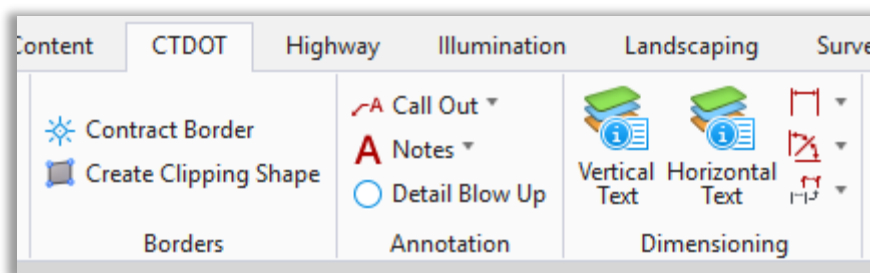 Content CTDOT Highway Illumination Landscaping Surve
Contract Border
Create Clipping Shape
Borders
A Call Out
A Notes
Detail Blow Up
Annotation
Vertical Text
Horizontal Text
Dimensioning